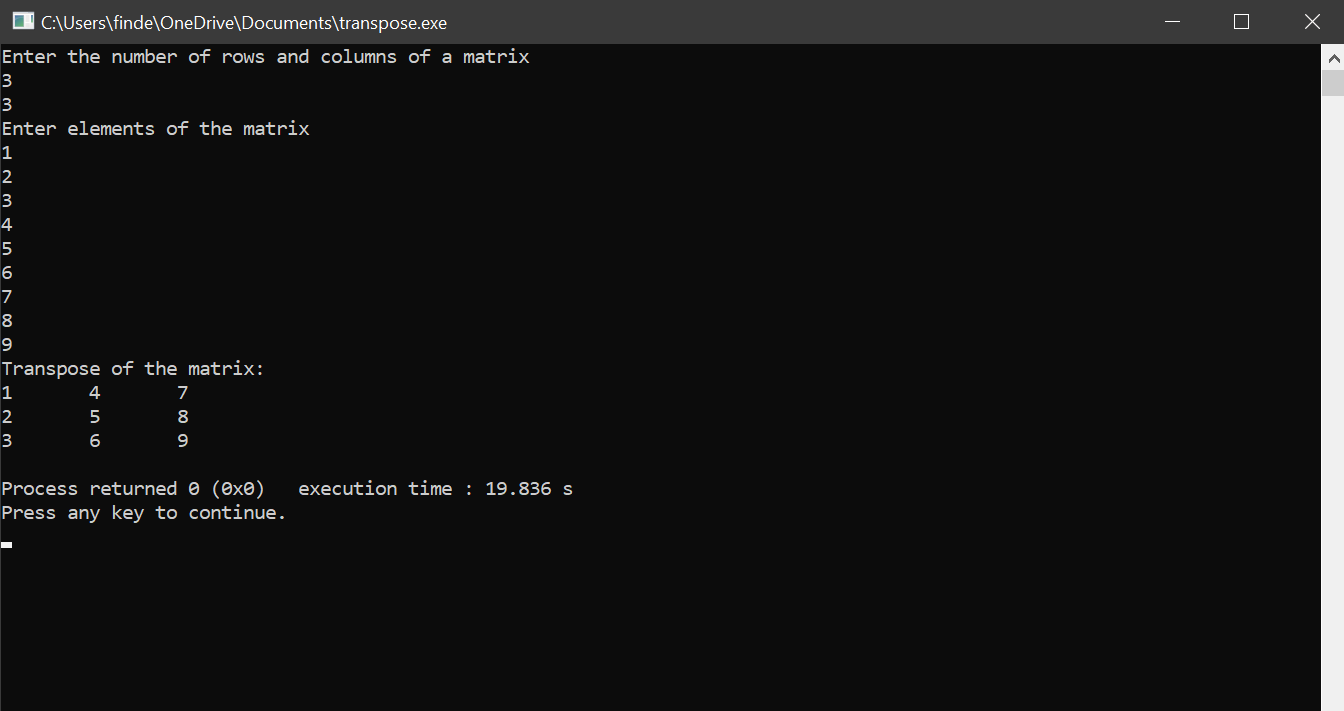 C:\Users\finde\OneDrive\Documents\transpose.exe
Enter the number of rows and columns of a matrix
3
3
Enter elements of the matrix
1
2
3
4
5
6
7
8
9
Transpose of the matrix:
1       4       7
2       5       8
3       6       9
Process returned 0 (0x0)   execution time : 19.836 s
Press any key to continue.